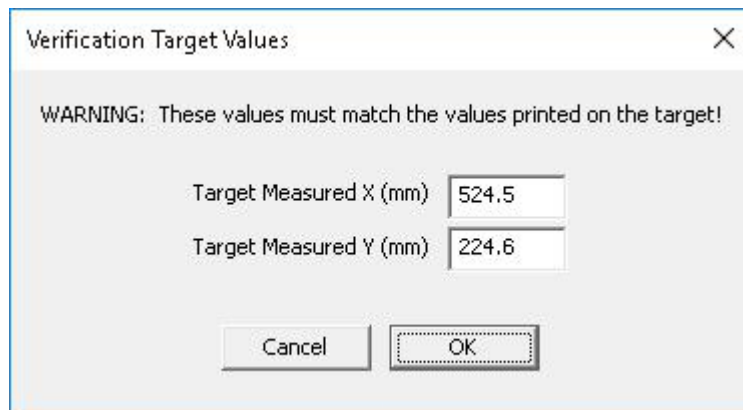 Verification Target Values
WARNING: These values must match the values printed on the target!
Target Measured X (mm) 524.5
Target Measured Y (mm) 224.6
Cancel OK